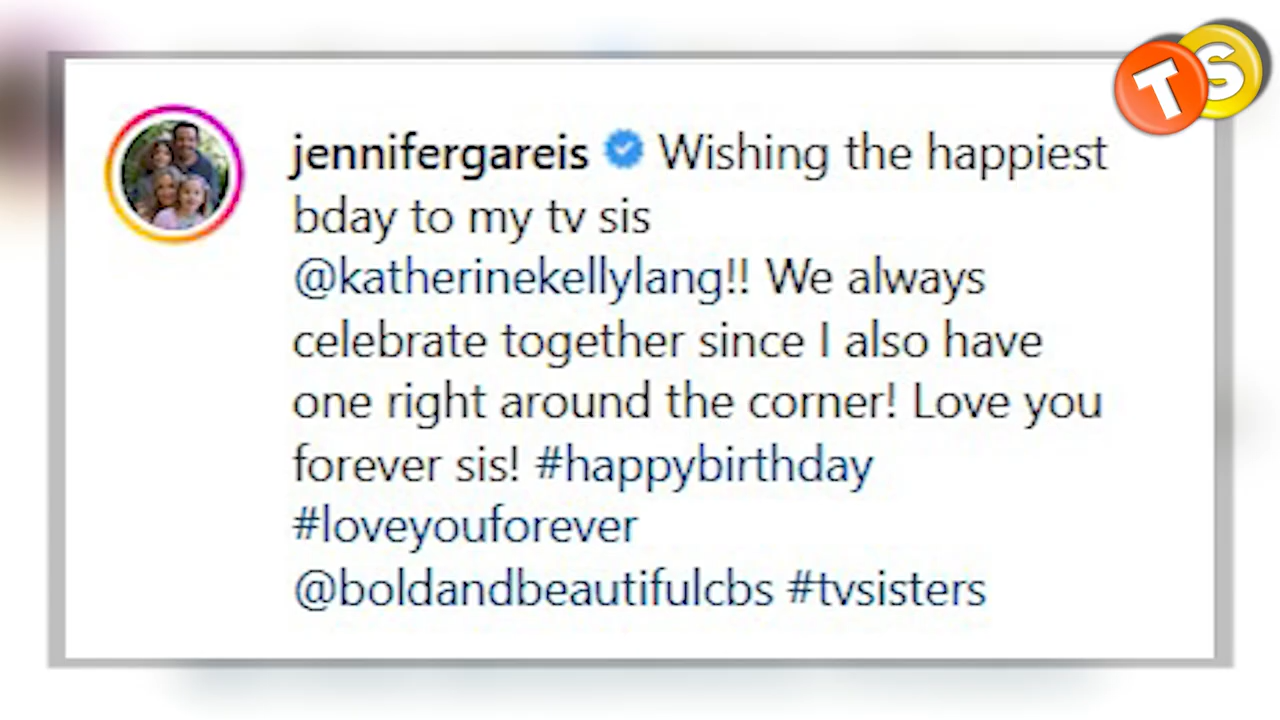 TS
jennifergareis Wishing the happiest
bday to my tv sis
@katherinekellylang!! We always
celebrate together since I also have
one right around the corner! Love you
forever sis! #happybirthday
#loveyouforever
@boldandbeautifulcbs #tvsisters